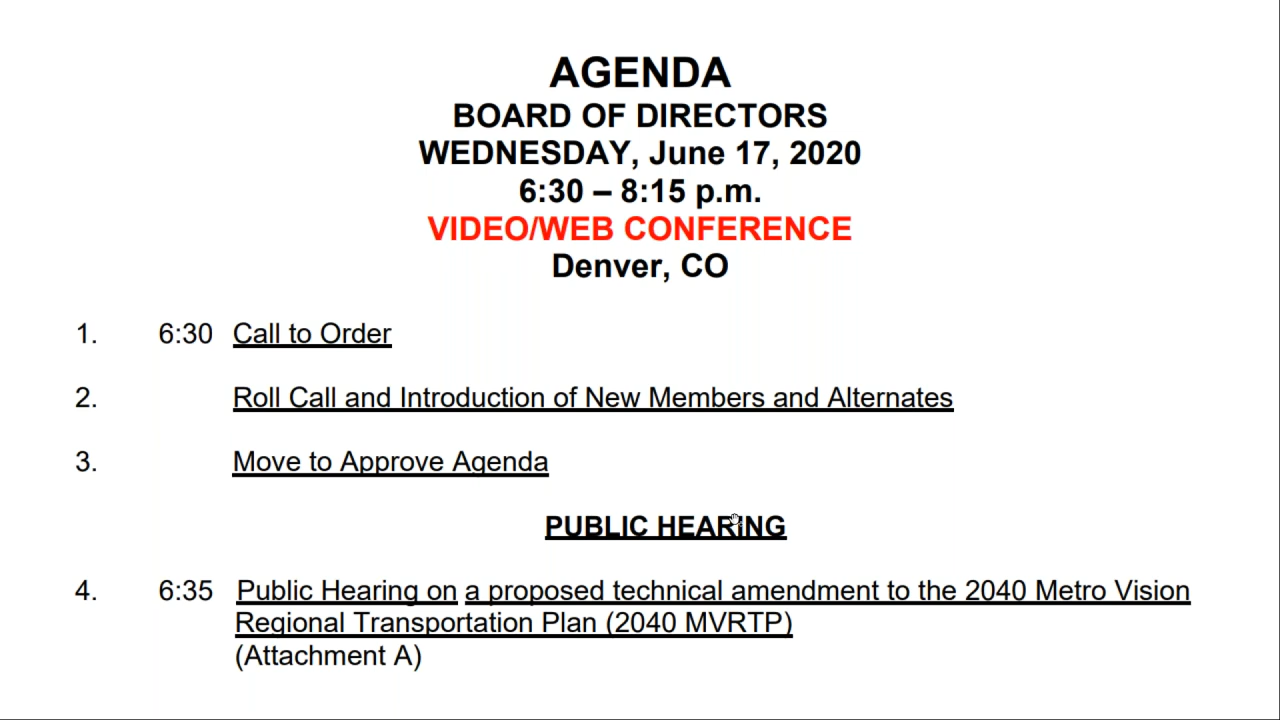 AGENDA
BOARD OF DIRECTORS
WEDNESDAY, June 17, 2020
6:30 – 8:15 p.m.
VIDEO/WEB CONFERENCE
Denver, CO
1. 6:30 Call to Order
2. Roll Call and Introduction of New Members and Alternates
3. Move to Approve Agenda
PUBLIC HEARING
4. 6:35 Public Hearing on a proposed technical amendment to the 2040 Metro Vision
Regional Transportation Plan (2040 MVRTP)
(Attachment A)